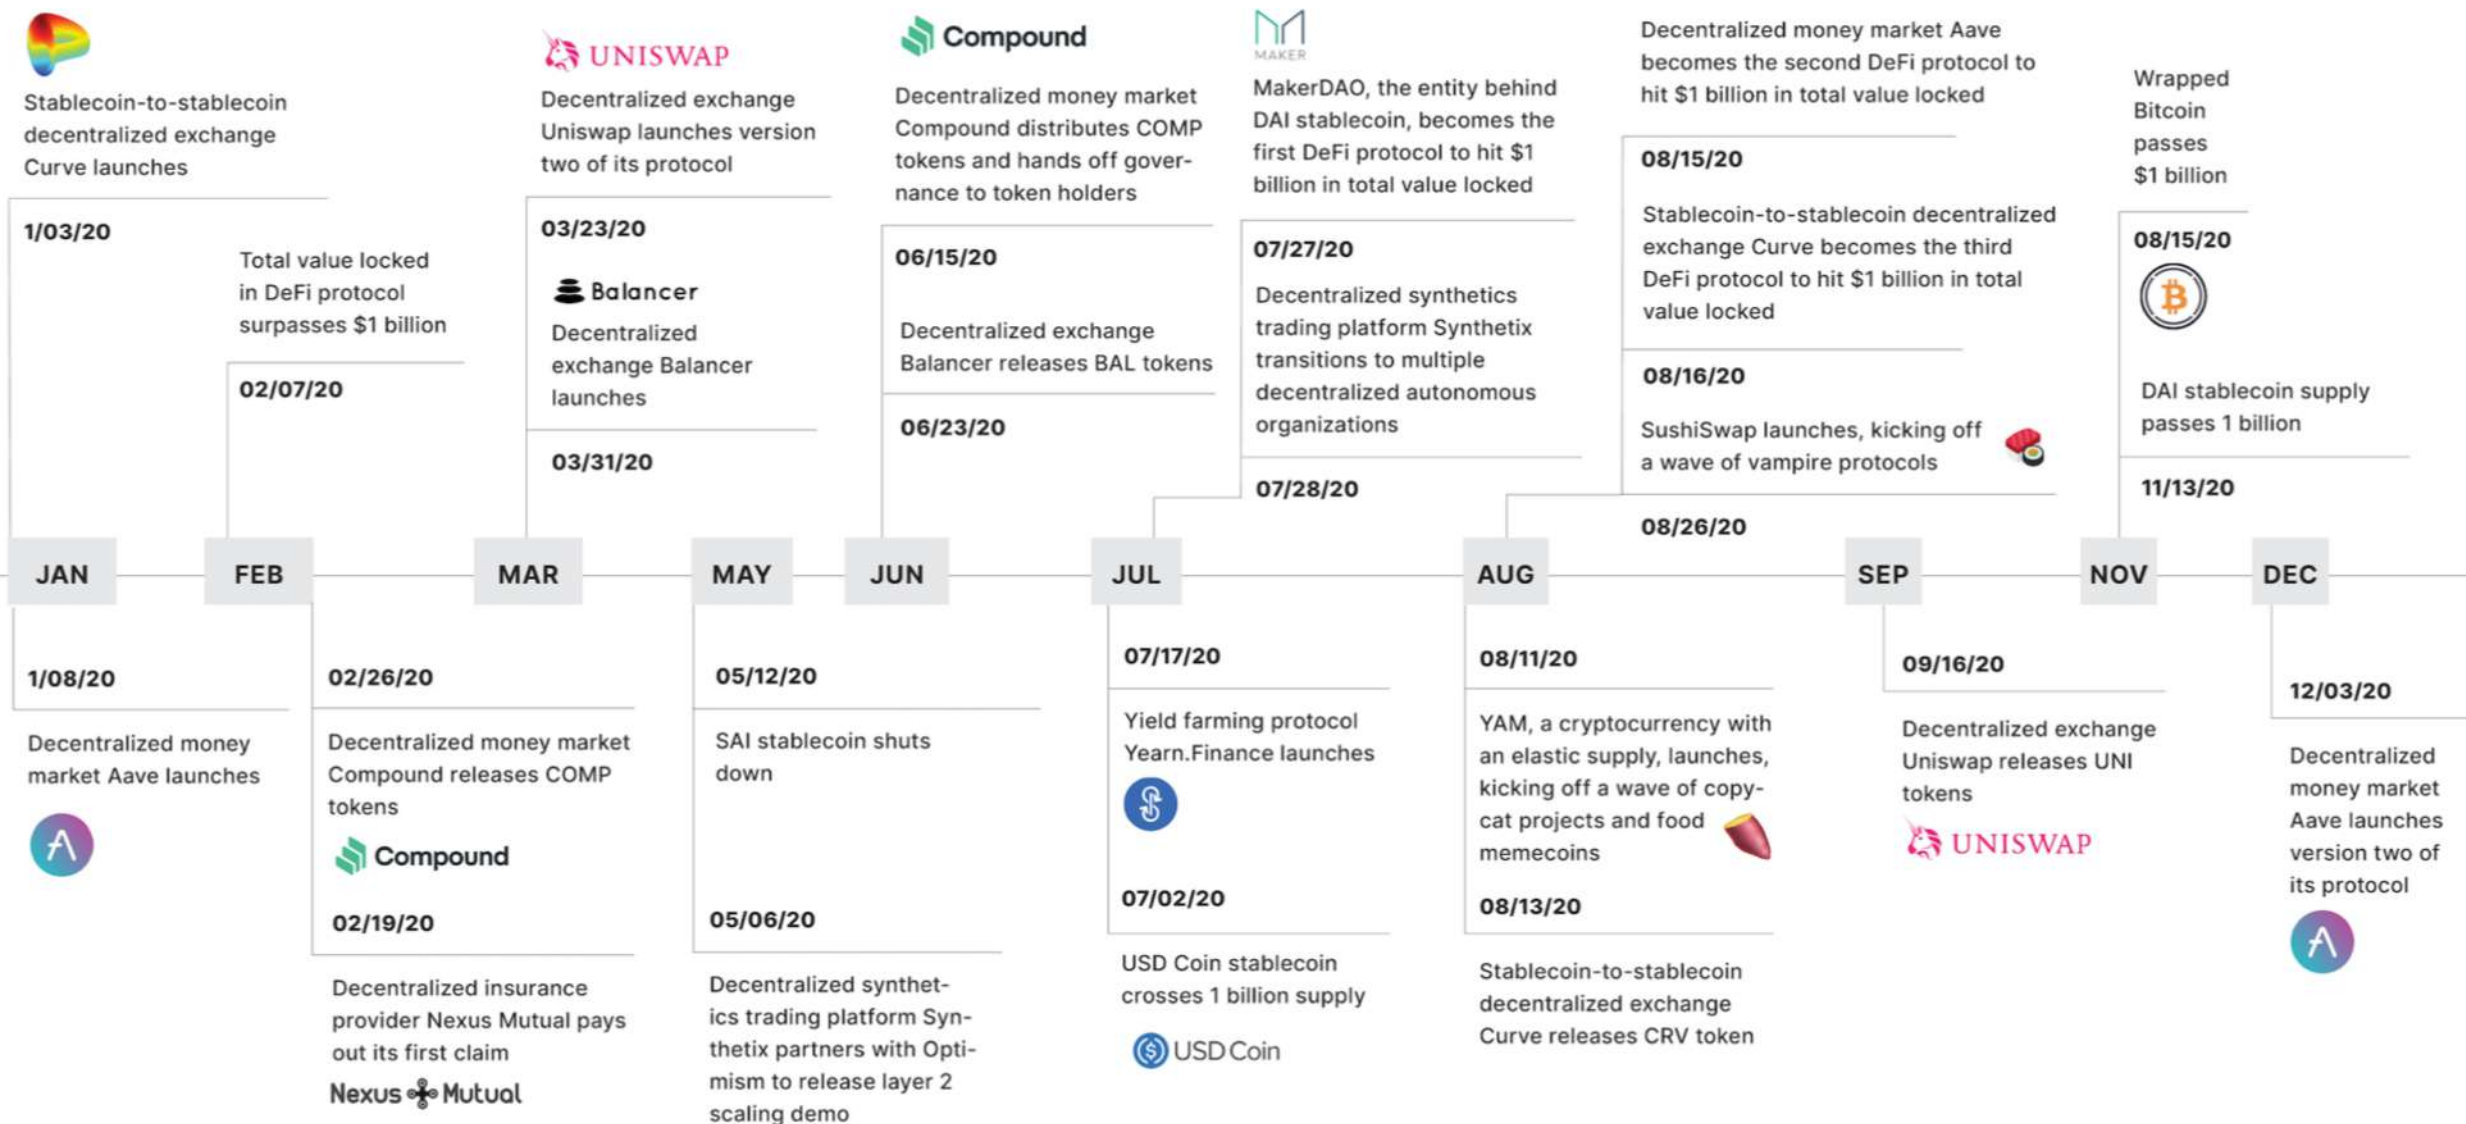 Stablecoin-to-stablecoin
decentralized exchange
Curve launches
1/03/20
Total value locked
in DeFi protocol
surpasses $1 billion
02/07/20
UNISWAP
Decentralized exchange
Uniswap launches version
two of its protocol
03/23/20
Balancer
Decentralized
exchange Balancer
launches
03/31/20
Compound
Decentralized money market
Compound distributes COMP
tokens and hands off gover-
nance to token holders
06/15/20
Decentralized exchange
Balancer releases BAL tokens
06/23/20
MAKER
MakerDAO, the entity behind
DAI stablecoin, becomes the
first DeFi protocol to hit $1
billion in total value locked
07/27/20
Decentralized synthetics
trading platform Synthetix
transitions to multiple
decentralized autonomous
organizations
07/28/20
Decentralized money market Aave
becomes the second DeFi protocol to
hit $1 billion in total value locked
08/15/20
Stablecoin-to-stablecoin decentralized
exchange Curve becomes the third
DeFi protocol to hit $1 billion in total
value locked
08/16/20
SushiSwap launches, kicking off
a wave of vampire protocols
08/26/20
Wrapped
Bitcoin
passes
$1 billion
08/15/20
DAI stablecoin supply
passes 1 billion
11/13/20
JAN
FEB
MAR
MAY
JUN
JUL
AUG
SEP
NOV
DEC
1/08/20
Decentralized money
market Aave launches
02/26/20
Decentralized money market
Compound releases COMP
tokens
Compound
02/19/20
Decentralized insurance
provider Nexus Mutual pays
out its first claim
Nexus Mutual
05/12/20
SAI stablecoin shuts
down
05/06/20
Decentralized synthet-
ics trading platform Syn-
thetix partners with Opti-
mism to release layer 2
scaling demo
07/17/20
Yield farming protocol
Yearn.Finance launches
07/02/20
USD Coin stablecoin
crosses 1 billion supply
USD Coin
08/11/20
YAM, a cryptocurrency with
an elastic supply, launches,
kicking off a wave of copy-
cat projects and food
memecoins
08/13/20
Stablecoin-to-stablecoin
decentralized exchange
Curve releases CRV token
09/16/20
Decentralized exchange
Uniswap releases UNI
tokens
UNISWAP
12/03/20
Decentralized
money market
Aave launches
version two of
its protocol